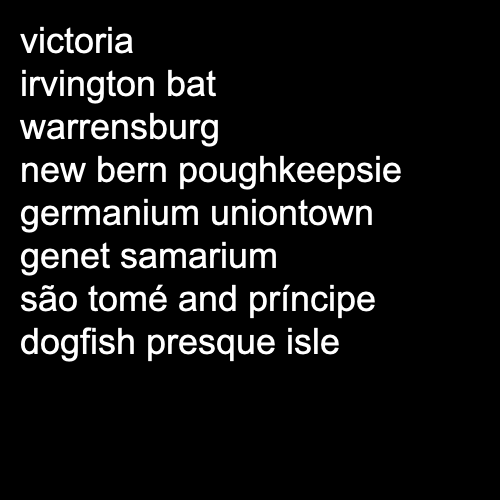 victoria
irvington bat
warrensburg
new bern poughkeepsie
germanium uniontown
genet samarium
são tomé and príncipe
dogfish presque isle